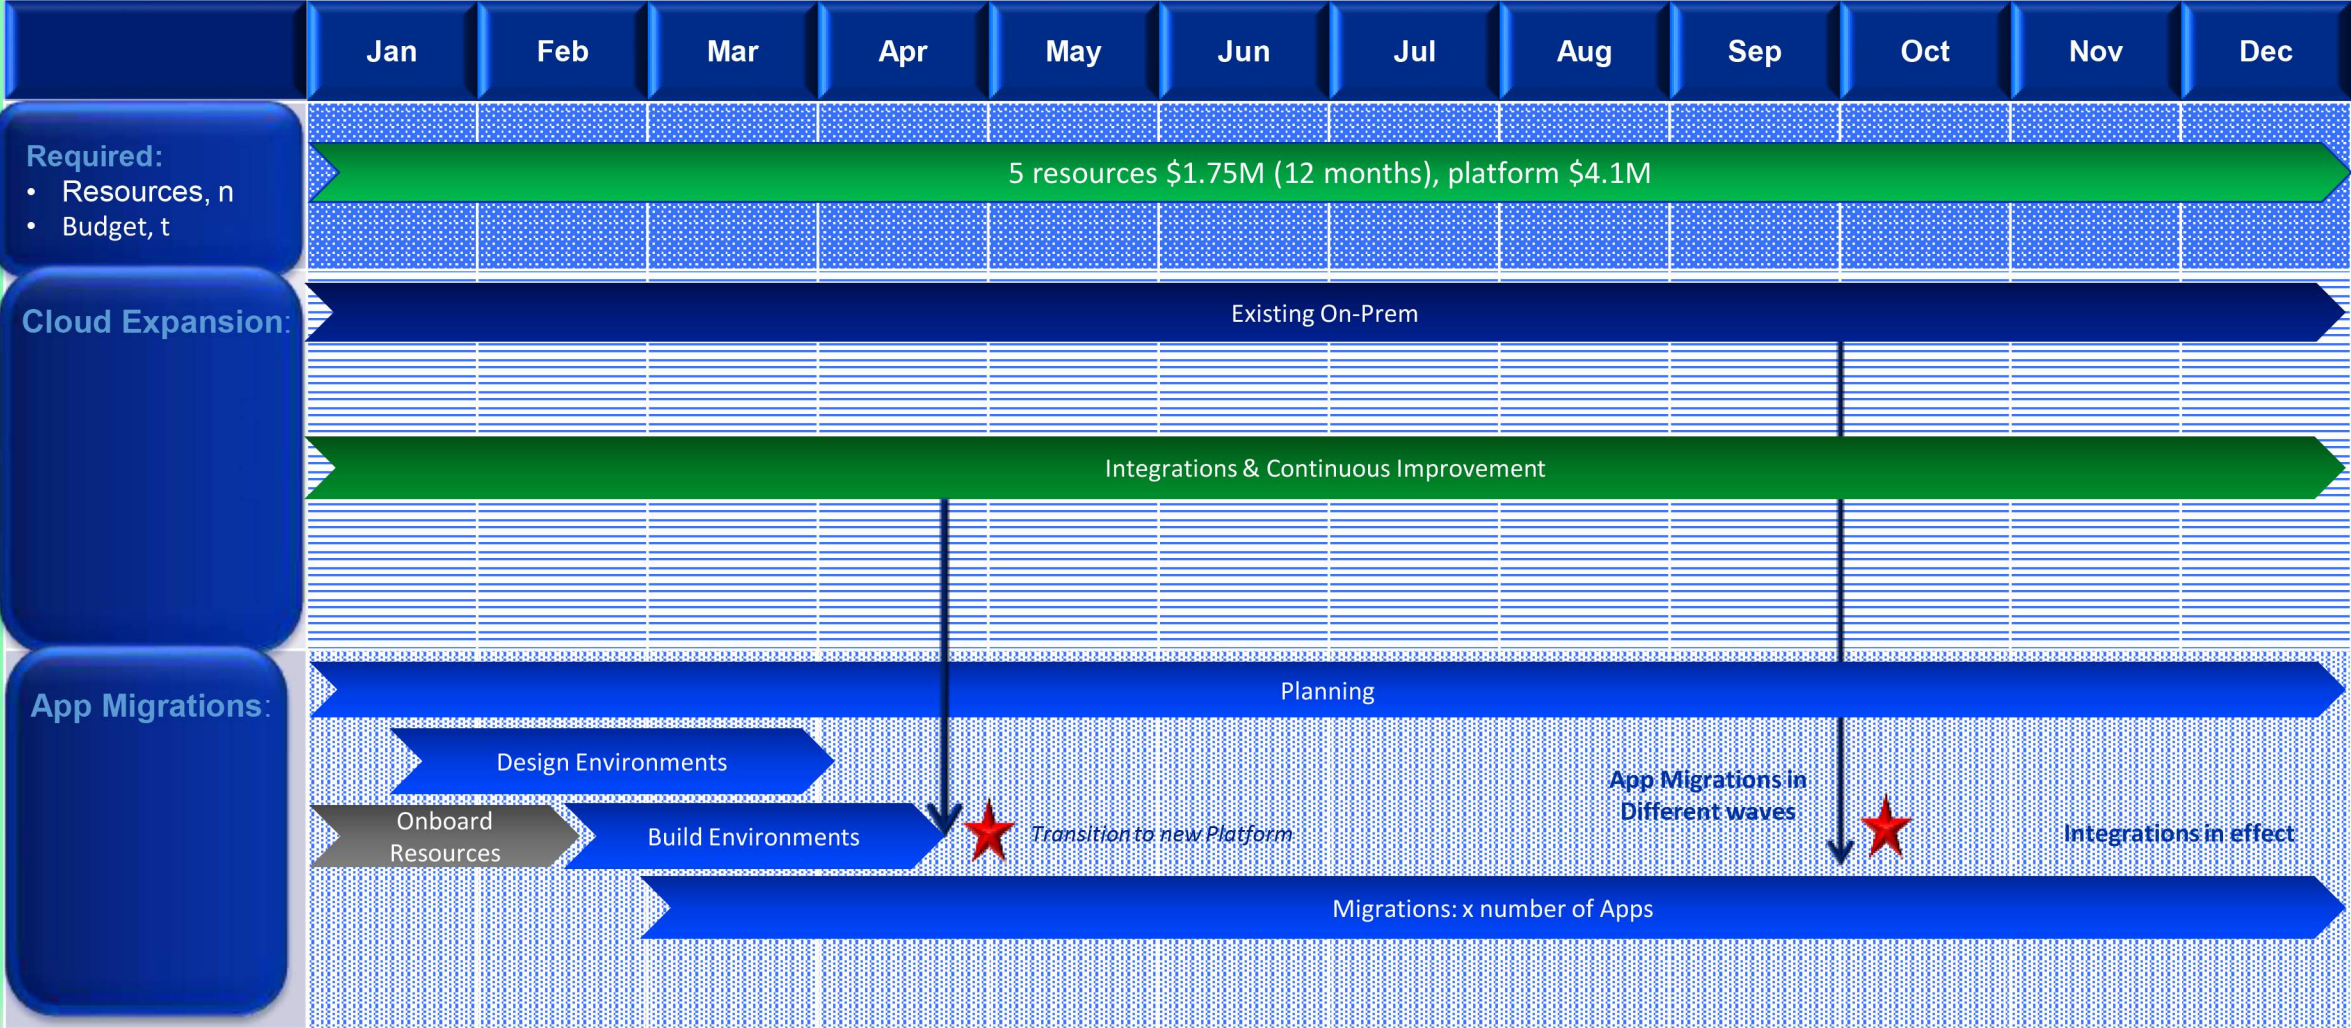 Jan Feb Mar Apr May Jun Jul Aug Sep Oct Nov Dec
Required:
• Resources, n
• Budget, t
5 resources $1.75M (12 months), platform $4.1M
Cloud Expansion:
Existing On-Prem
Integrations & Continuous Improvement
App Migrations:
Planning
Design Environments
Onboard
Resources
Build Environments
Transition to new Platform
App Migrations in
Different waves
Integrations in effect
Migrations: x number of Apps